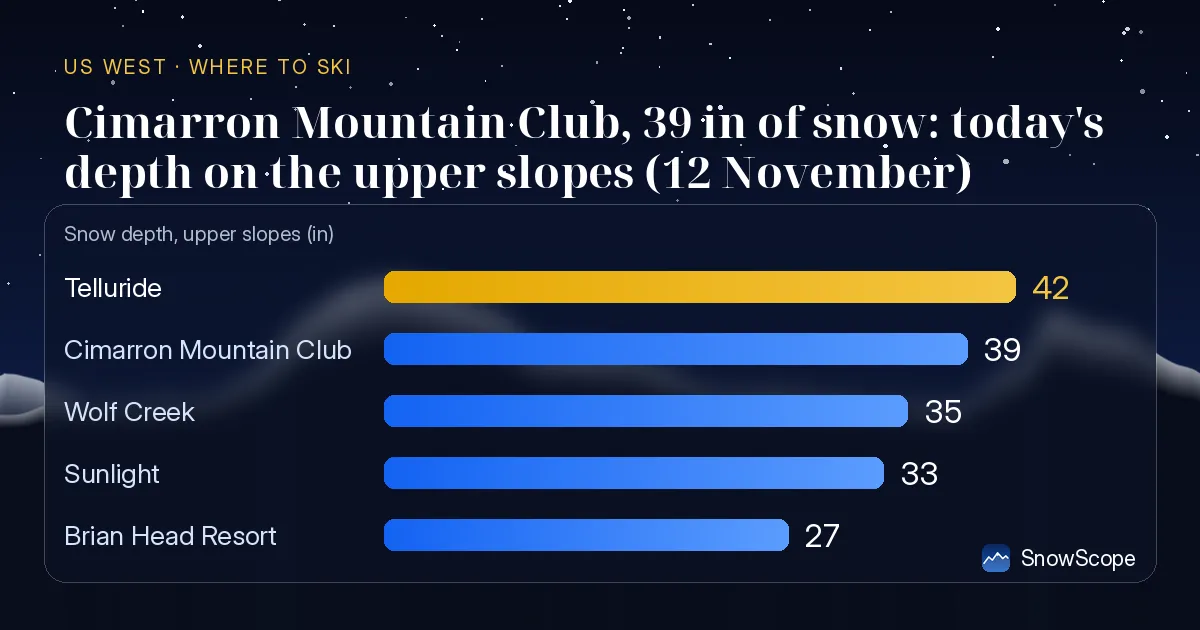 US WEST · WHERE TO SKI
Cimarron Mountain Club, 39 in of snow: today's
depth on the upper slopes (12 November)
Snow depth, upper slopes (in)
Telluride 42
Cimarron Mountain Club 39
Wolf Creek 35
Sunlight 33
Brian Head Resort 27
SnowScope